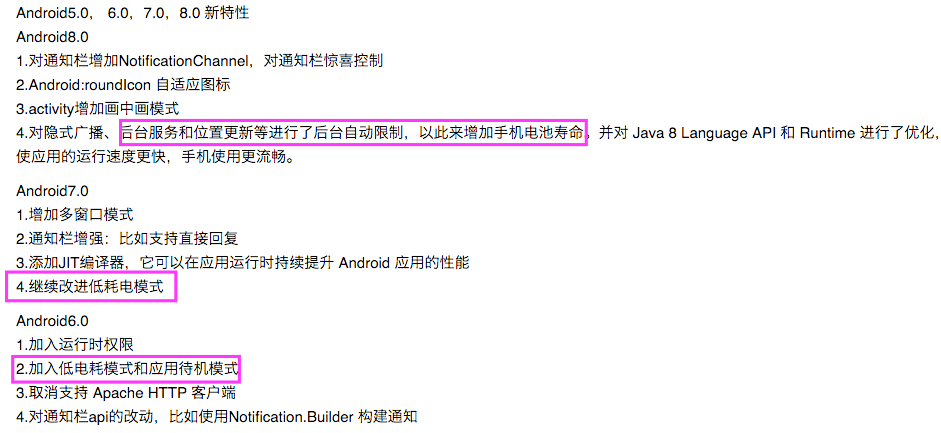 Android5.0， 6.0，7.0，8.0 新特性
Android8.0
1.对通知栏增加NotificationChannel，对通知栏惊喜控制
2.Android:roundIcon 自适应图标
3.activity增加画中画模式
4.对隐式广播、后台服务和位置更新等进行了后台自动限制，以此来增加手机电池寿命，并对 Java 8 Language API 和 Runtime 进行了优化，
使应用的运行速度更快，手机使用更流畅。
Android7.0
1.增加多窗口模式
2.通知栏增强：比如支持直接回复
3.添加JIT编译器，它可以在应用运行时持续提升 Android 应用的性能
4.继续改进低耗电模式
Android6.0
1.加入运行时权限
2.加入低电耗模式和应用待机模式
3.取消支持 Apache HTTP 客户端
4.对通知栏api的改动，比如使用Notification.Builder 构建通知